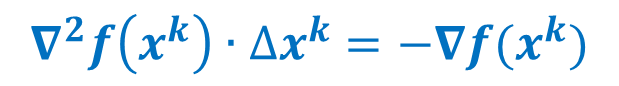 ∇²f(xᵏ) · Δxᵏ = −∇f(xᵏ)